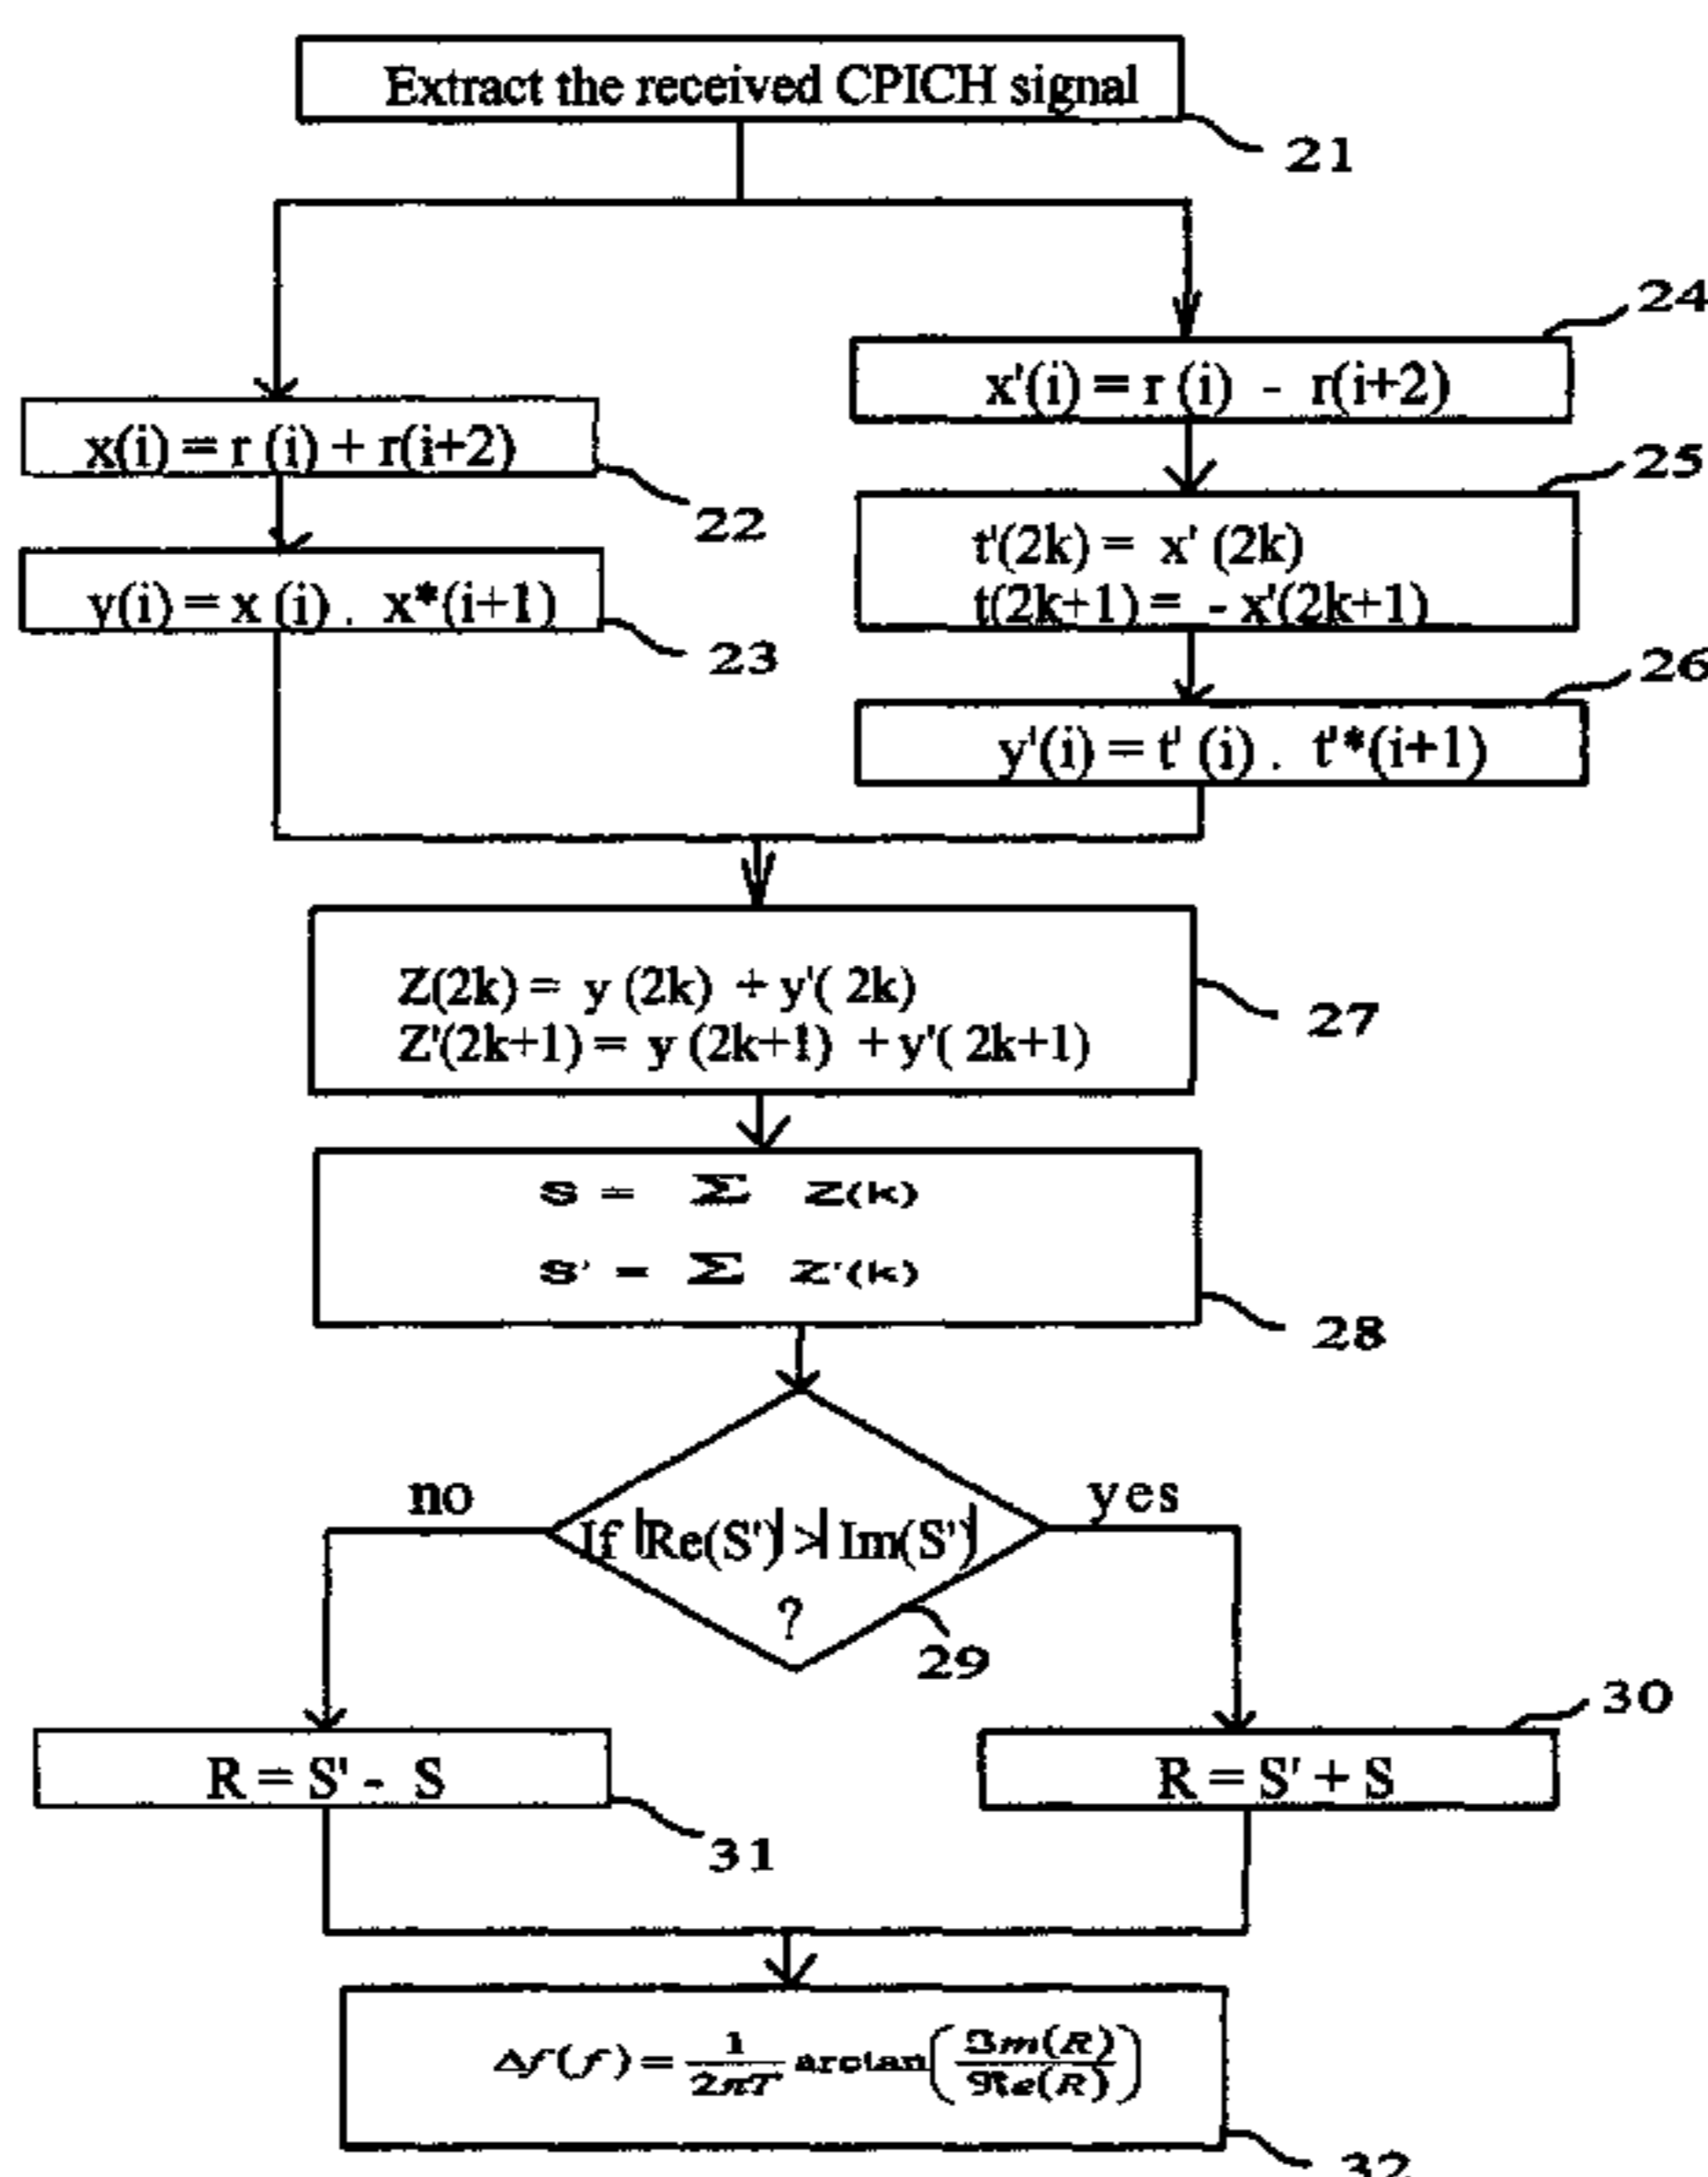 Extract the received CPICH signal
21
24
x'(i) = r (i) - r(i+2)
x(i) = r (i) + r(i+2)
22
25
t'(2k) = x' (2k)
t(2k+1) = - x'(2k+1)
y(i) = x (i) . x*(i+1)
23
26
y'(i) = t' (i) . t'*(i+1)
Z(2k) = y (2k) + y'( 2k)
Z'(2k+1) = y (2k+1) + y'( 2k+1)
27
S = Σ Z(k)
S' = Σ Z'(k)
28
no
yes
If |Re(S')| >| Im(S')|
?
29
30
R = S' - S
R = S' + S
31
Δf(f) = 1/2πT arctan(ℑm(R)/ℜe(R))
32